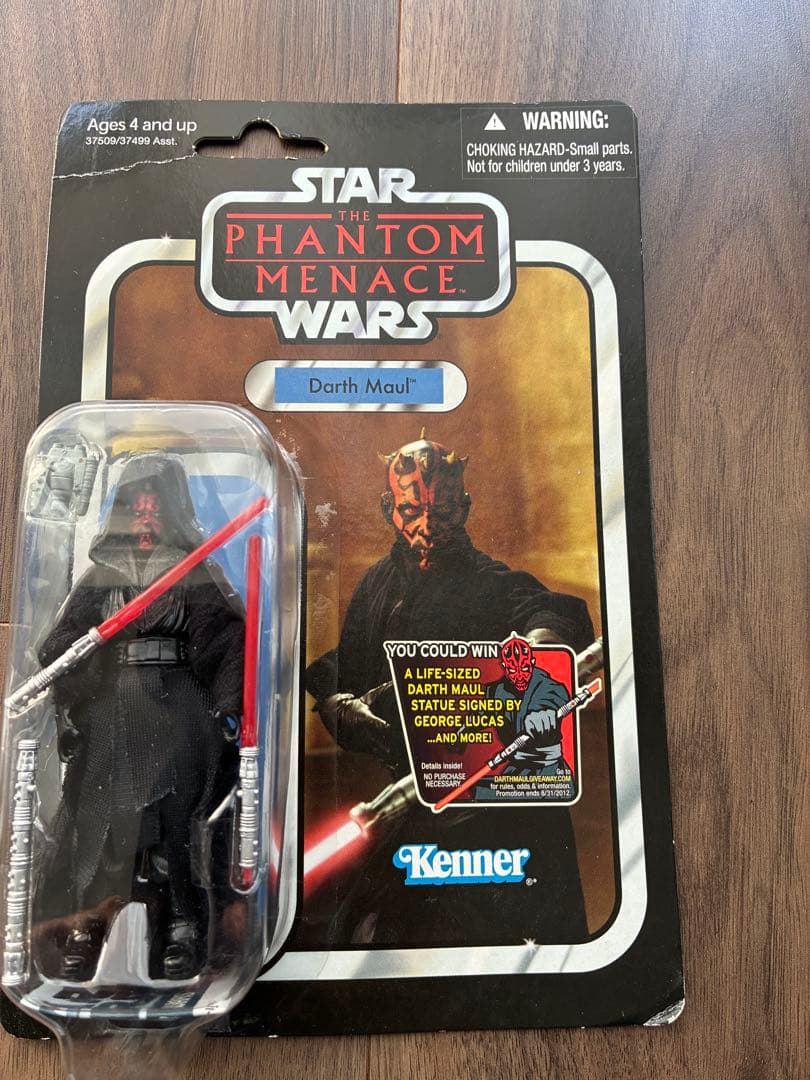 Ages 4 and up
37509/37499 Asst.
⚠ WARNING:
CHOKING HAZARD-Small parts.
Not for children under 3 years.
STAR
THE
PHANTOM
MENACE™
WARS
Darth Maul™
YOU COULD WIN
A LIFE-SIZED
DARTH MAUL
STATUE SIGNED BY
GEORGE LUCAS
...AND MORE!
Details inside!
NO PURCHASE
NECESSARY.
Go to
DARTHMAULGIVEAWAY.COM
for rules, odds & information.
Promotion ends 8/31/2012.
Kenner®